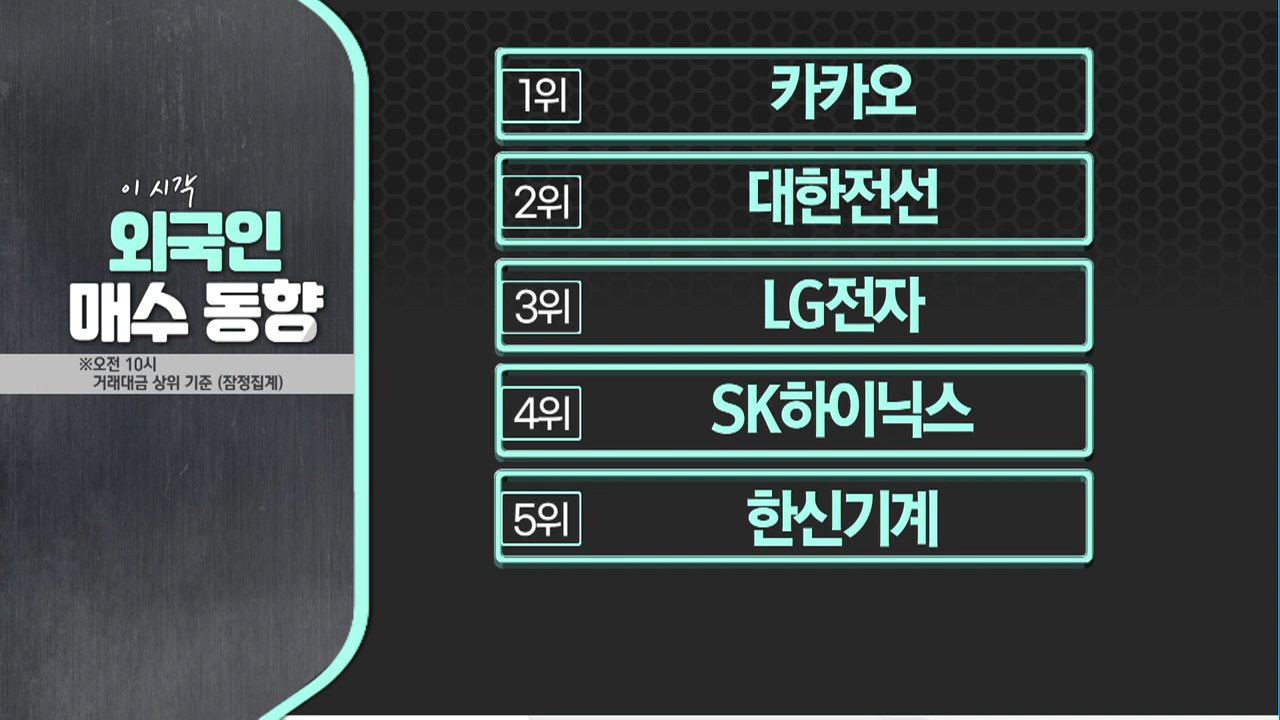 이 시각
외국인
매수 동향
※오전 10시
거래대금 상위 기준 (잠정집계)
1위 카카오
2위 대한전선
3위 LG전자
4위 SK하이닉스
5위 한신기계